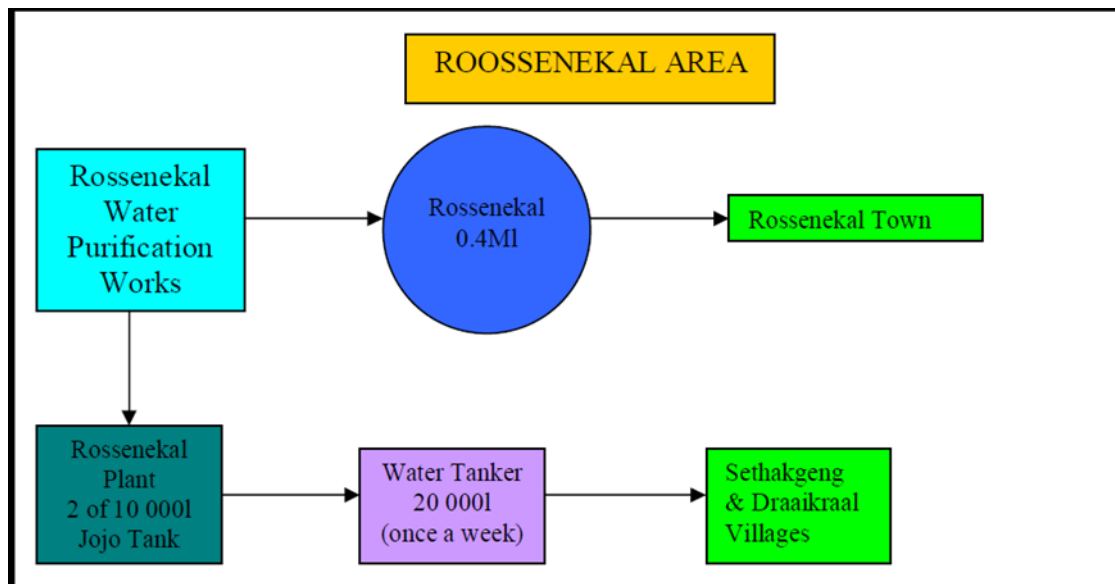 ROOSSENEKAL AREA
Rossenekal
Water
Purification
Works
Rossenekal
0.4Ml
Rossenekal Town
Rossenekal
Plant
2 of 10 000l
Jojo Tank
Water Tanker
20 000l
(once a week)
Sethakgeng
& Draaikraal
Villages